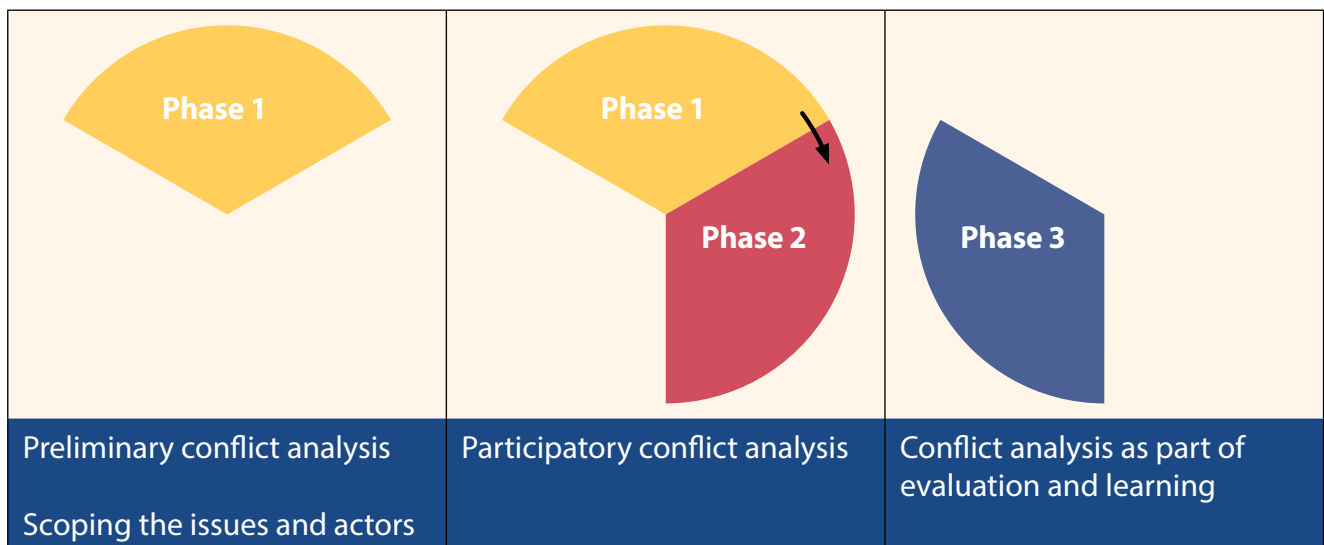 Phase 1
Phase 1
Phase 2
Phase 3
Preliminary conflict analysis
Scoping the issues and actors
Participatory conflict analysis
Conflict analysis as part of
evaluation and learning